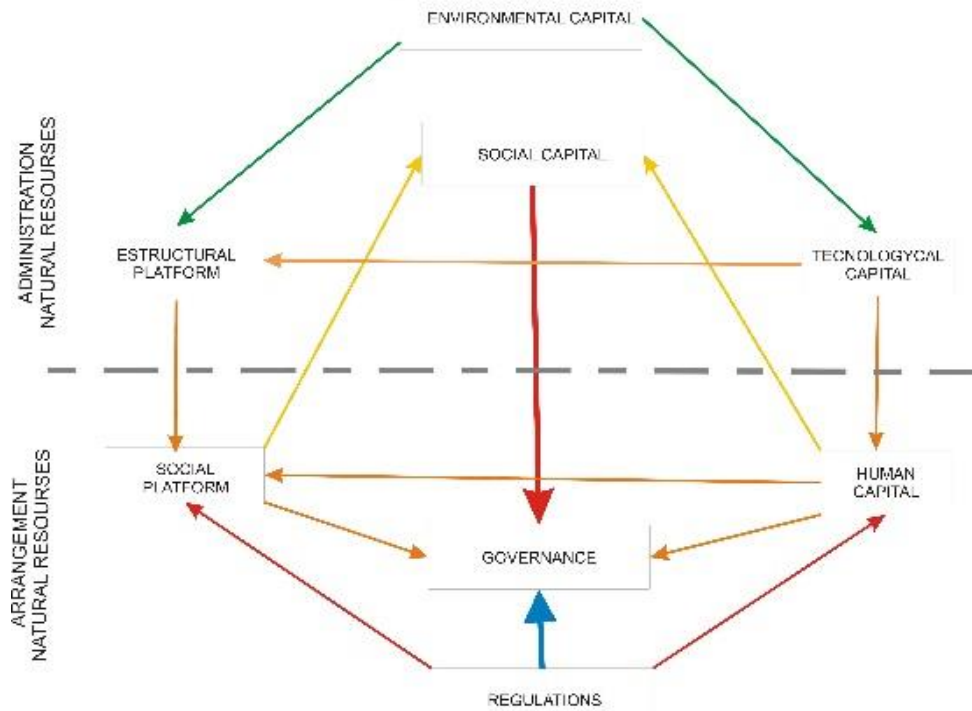 ENVIRONMENTAL CAPITAL
SOCIAL CAPITAL
ADMINISTRATION
NATURAL RESOURSES
ESTRUCTURAL
PLATFORM
TECNOLOGYCAL
CAPITAL
SOCIAL
PLATFORM
HUMAN
CAPITAL
ARRANGEMENT
NATURAL RESOURSES
GOVERNANCE
REGULATIONS